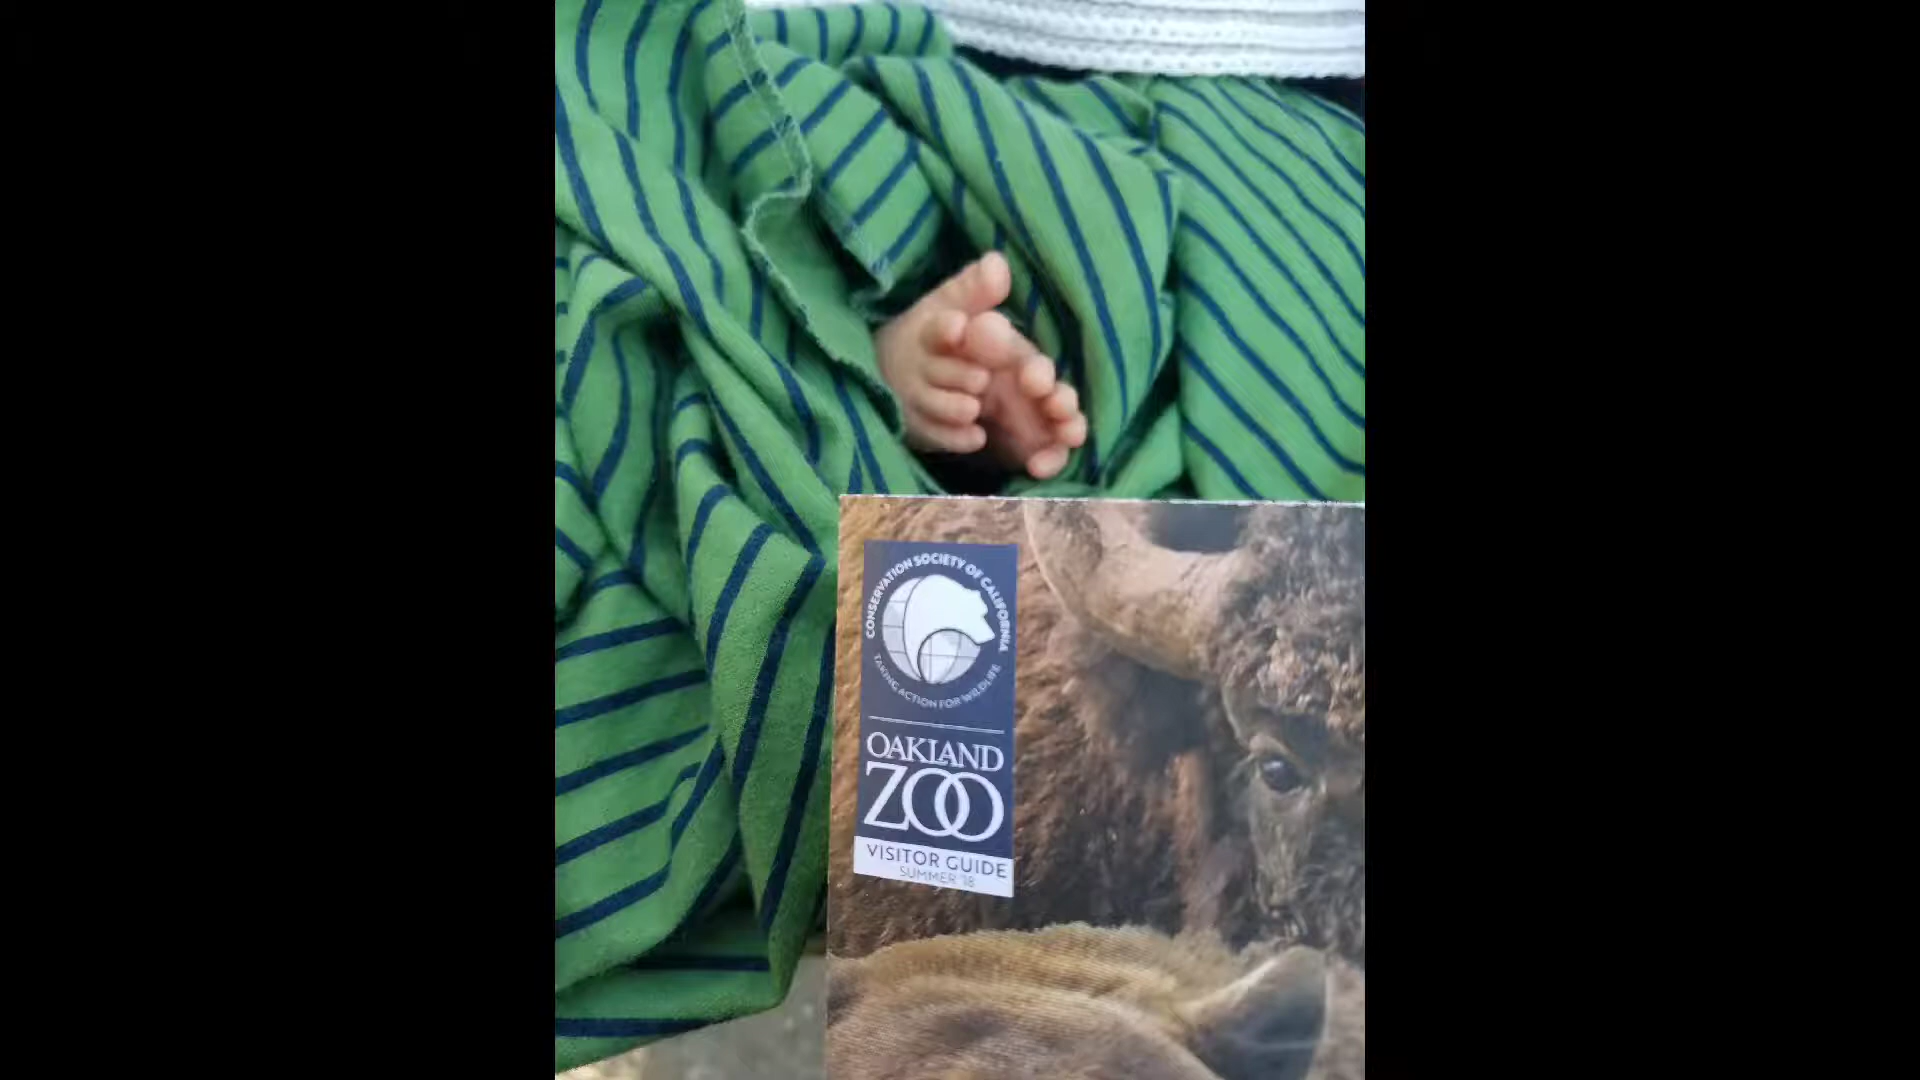 CONSERVATION SOCIETY OF CALIFORNIA
TAKING ACTION FOR WILDLIFE
OAKLAND
ZOO
VISITOR GUIDE
SUMMER '18